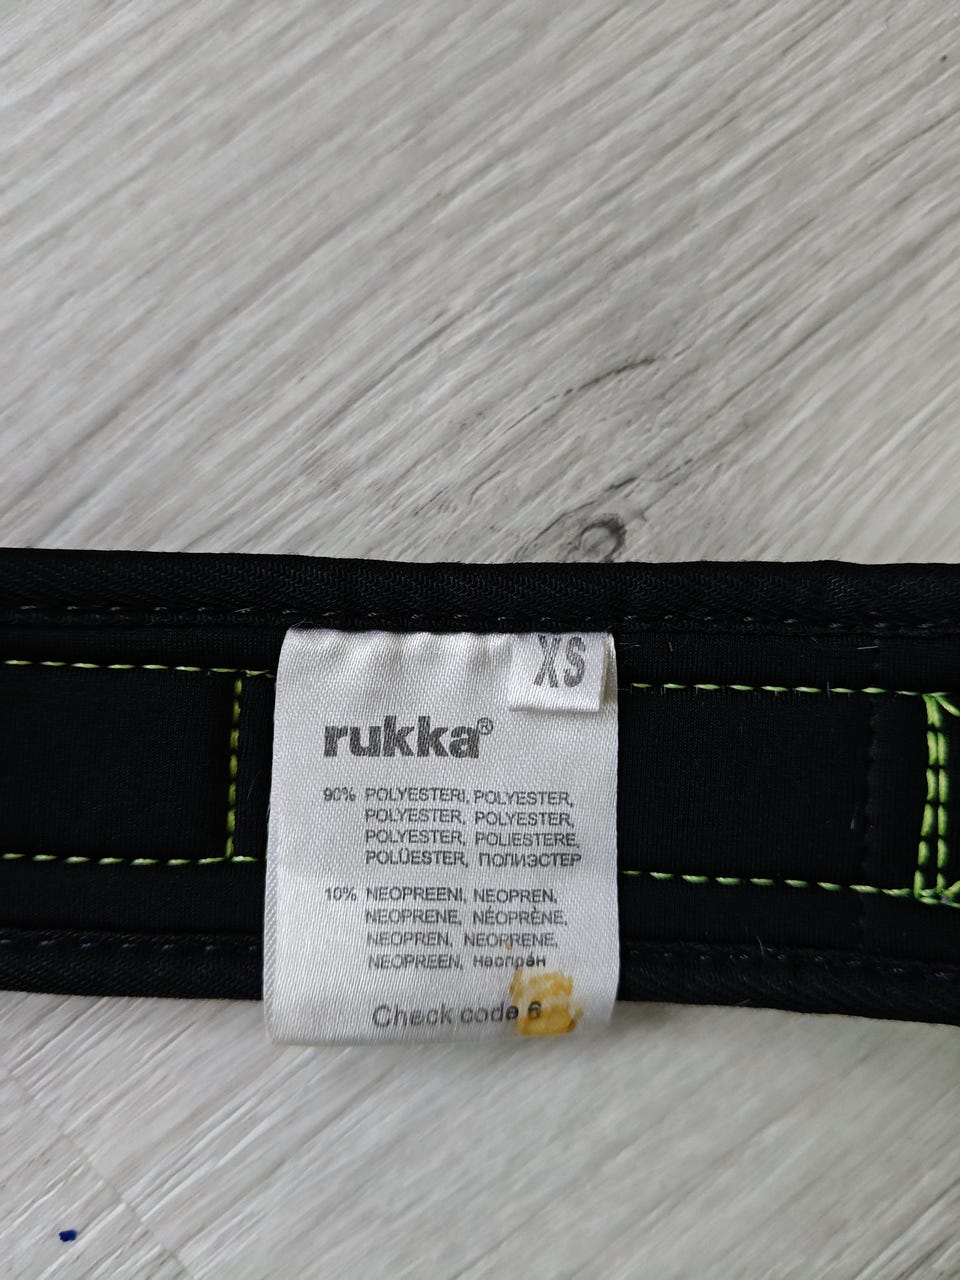 XS
rukka®
90% POLYESTERI, POLYESTER,
POLYESTER, POLYESTER,
POLYESTER, POLIESTERE,
POLÜESTER, ПОЛИЭСТЕР
10% NEOPREENI, NEOPREN,
NEOPRENE, NÉOPRÈNE,
NEOPREN, NEOPRENE,
NEOPREEN,
Check code 6